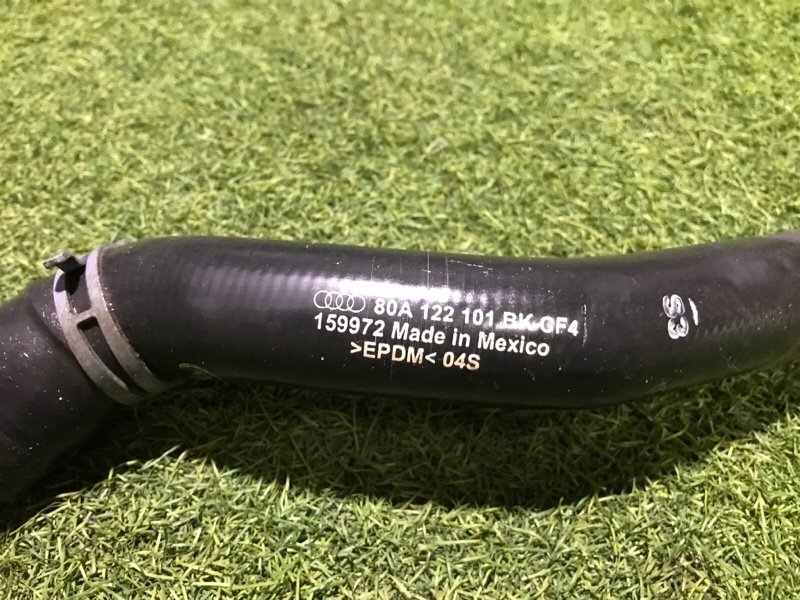 80A 122 101 BK GF4
159972 Made in Mexico
>EPDM< 04S